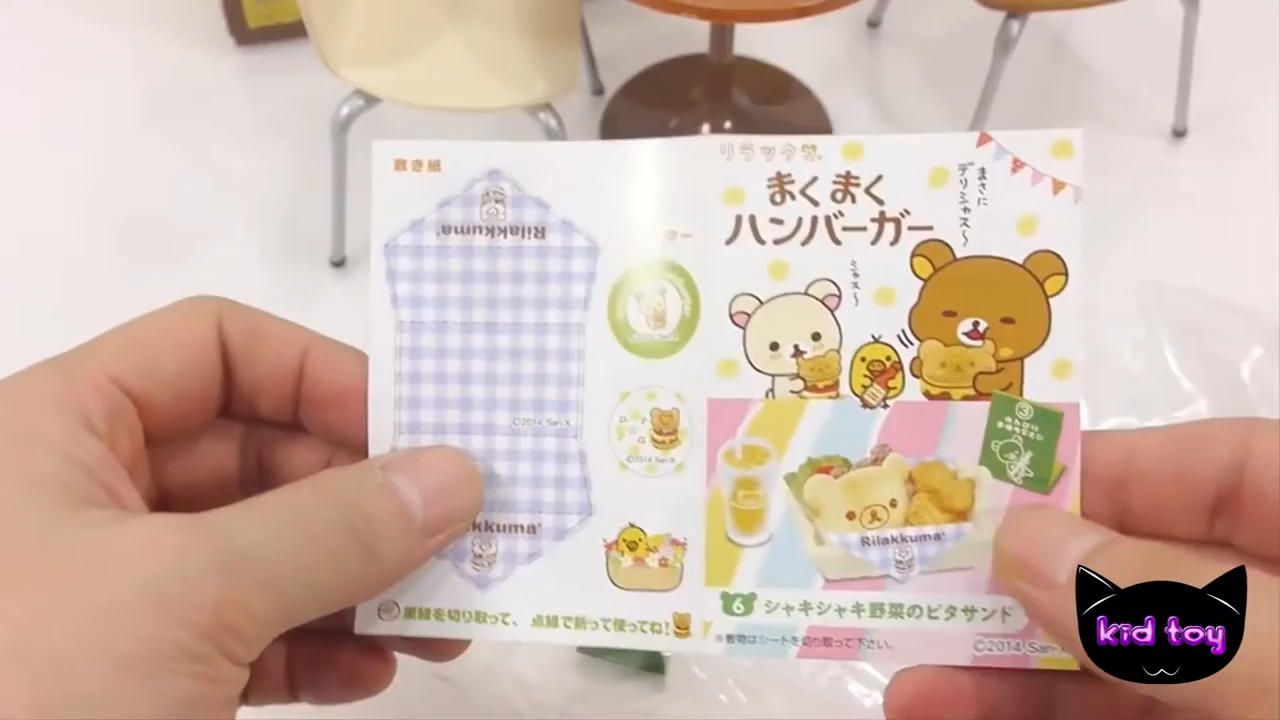 敷き紙
Rilakkuma®
©2014 San-X
kkuma®
©2014 San-X
黒線を切り取って、点線で折って使ってね!
リラックマ
まくまく
ハンバーガー
まさに
デリシャス〜
シャス〜
③
Rilakkuma®
6 シャキシャキ野菜のピタサンド
※敷物はシートを切り取って下さい。
©2014 San-X
kid toy